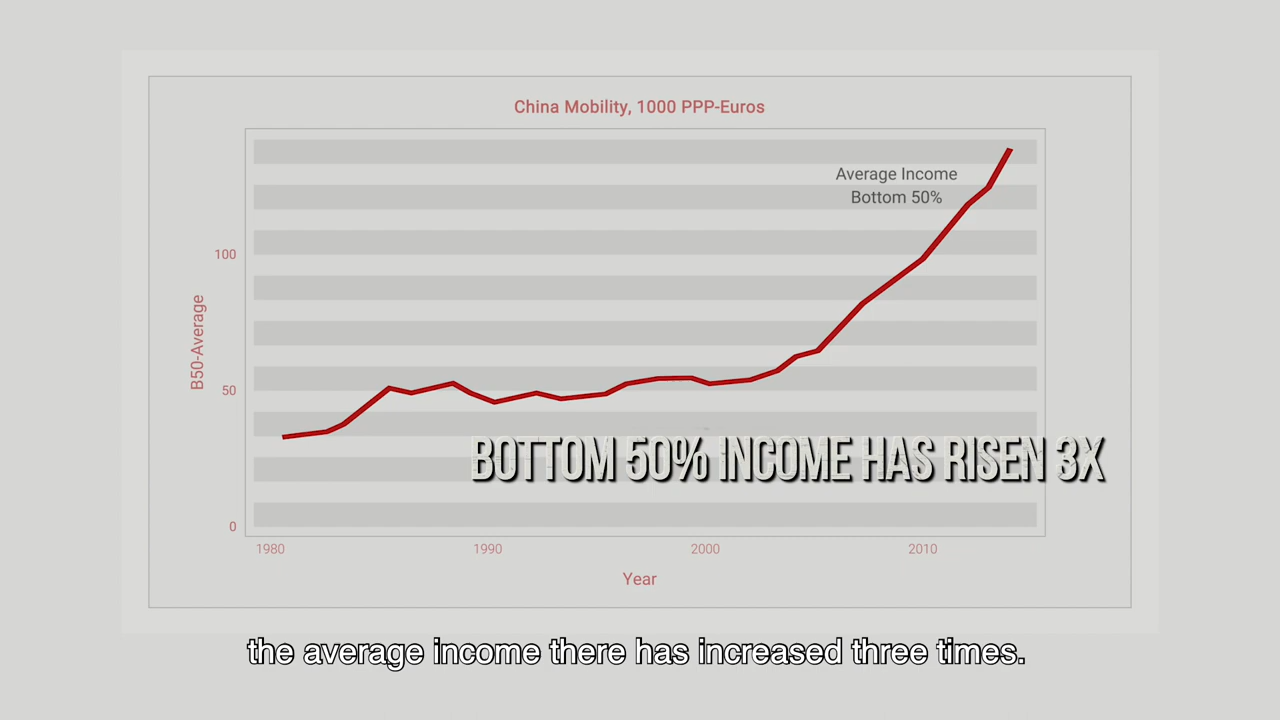 China Mobility, 1000 PPP-Euros
Average Income
Bottom 50%
100
B50-Average
50
BOTTOM 50% INCOME HAS RISEN 3X
0
1980 1990 2000 2010
Year
the average income there has increased three times.